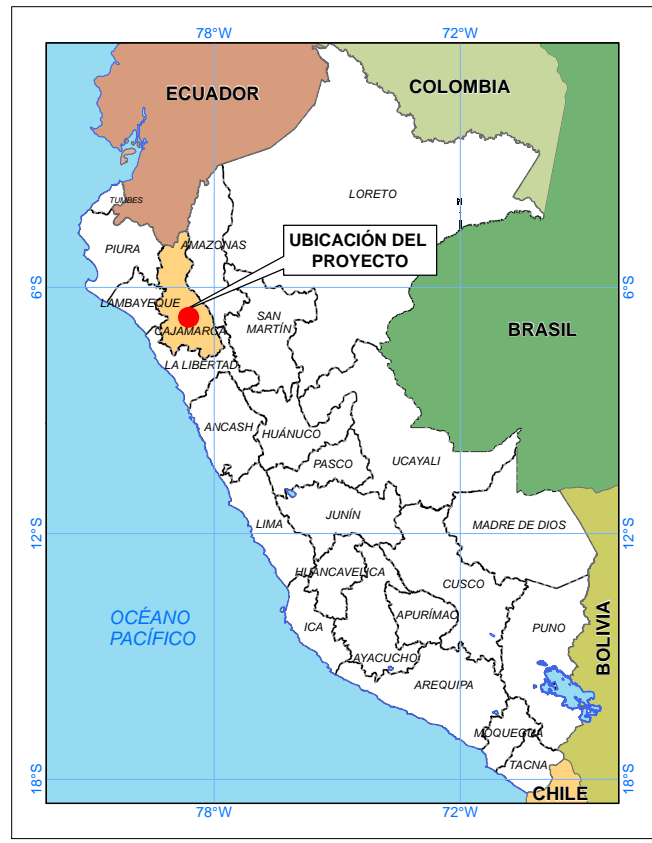 78°W
72°W
ECUADOR
COLOMBIA
TUMBES
LORETO
PIURA
AMAZONAS
UBICACIÓN DEL
PROYECTO
6°S
6°S
LAMBAYEQUE
CAJAMARCA
SAN
MARTÍN
BRASIL
LA LIBERTAD
ANCASH
HUÁNUCO
PASCO
UCAYALI
LIMA
JUNÍN
MADRE DE DIOS
12°S
12°S
HUANCAVELICA
CUSCO
OCÉANO
PACÍFICO
ICA
APURÍMAC
PUNO
BOLIVIA
AYACUCHO
AREQUIPA
MOQUEGUA
TACNA
18°S
18°S
CHILE
78°W
72°W